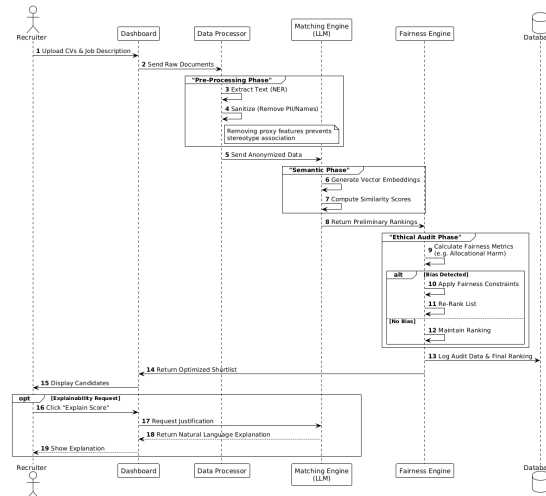 Recruiter
Dashboard
Data Processor
Matching Engine
(LLM)
Fairness Engine
Databa
1 Upload CVs & Job Description
2 Send Raw Documents
"Pre-Processing Phase"
3 Extract Text (NER)
4 Sanitize (Remove PII/Names)
Removing proxy features prevents
stereotype association
5 Send Anonymized Data
"Semantic Phase"
6 Generate Vector Embeddings
7 Compute Similarity Scores
8 Return Preliminary Rankings
"Ethical Audit Phase"
9 Calculate Fairness Metrics
(e.g. Allocational Harm)
alt [Bias Detected]
10 Apply Fairness Constraints
11 Re-Rank List
[No Bias]
12 Maintain Ranking
13 Log Audit Data & Final Ranking
14 Return Optimized Shortlist
15 Display Candidates
opt [Explainability Request]
16 Click "Explain Score"
17 Request Justification
18 Return Natural Language Explanation
19 Show Explanation
Recruiter
Dashboard
Data Processor
Matching Engine
(LLM)
Fairness Engine
Databa